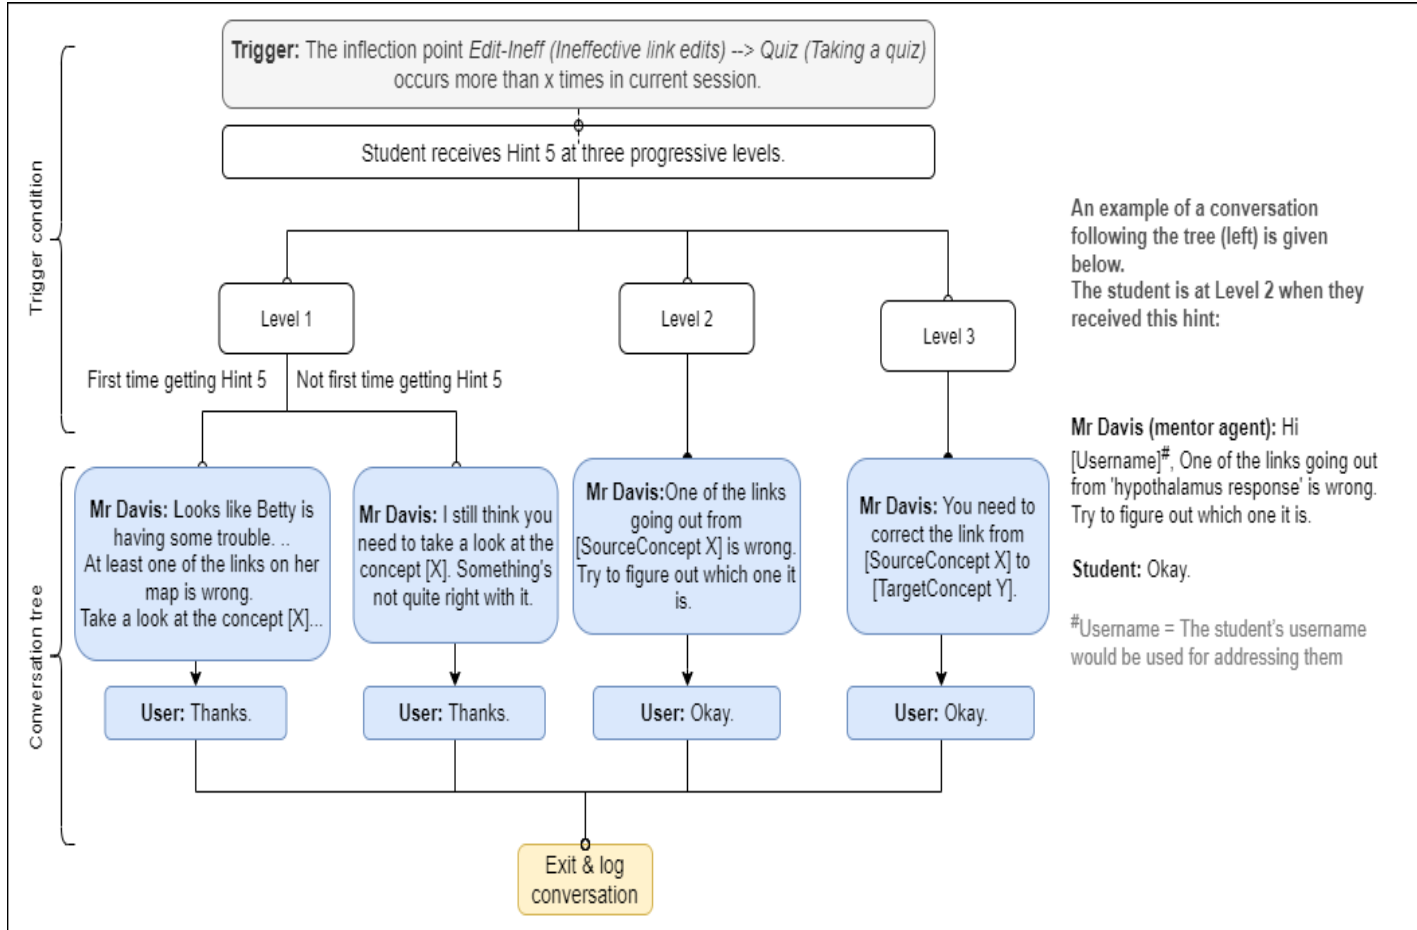 Trigger: The inflection point Edit-Ineff (Ineffective link edits) --> Quiz (Taking a quiz)
occurs more than x times in current session.
Student receives Hint 5 at three progressive levels.
Trigger condition
Level 1
Level 2
Level 3
First time getting Hint 5
Not first time getting Hint 5
Conversation tree
Mr Davis: Looks like Betty is
having some trouble. ..
At least one of the links on her
map is wrong.
Take a look at the concept [X]...
Mr Davis: I still think you
need to take a look at the
concept [X]. Something's
not quite right with it.
Mr Davis:One of the links
going out from
[SourceConcept X] is wrong.
Try to figure out which one it
is.
Mr Davis: You need to
correct the link from
[SourceConcept X] to
[TargetConcept Y].
User: Thanks.
User: Thanks.
User: Okay.
User: Okay.
Exit & log
conversation
An example of a conversation
following the tree (left) is given
below.
The student is at Level 2 when they
received this hint:
Mr Davis (mentor agent): Hi
[Username]#, One of the links going out
from 'hypothalamus response' is wrong.
Try to figure out which one it is.
Student: Okay.
#Username = The student's username
would be used for addressing them